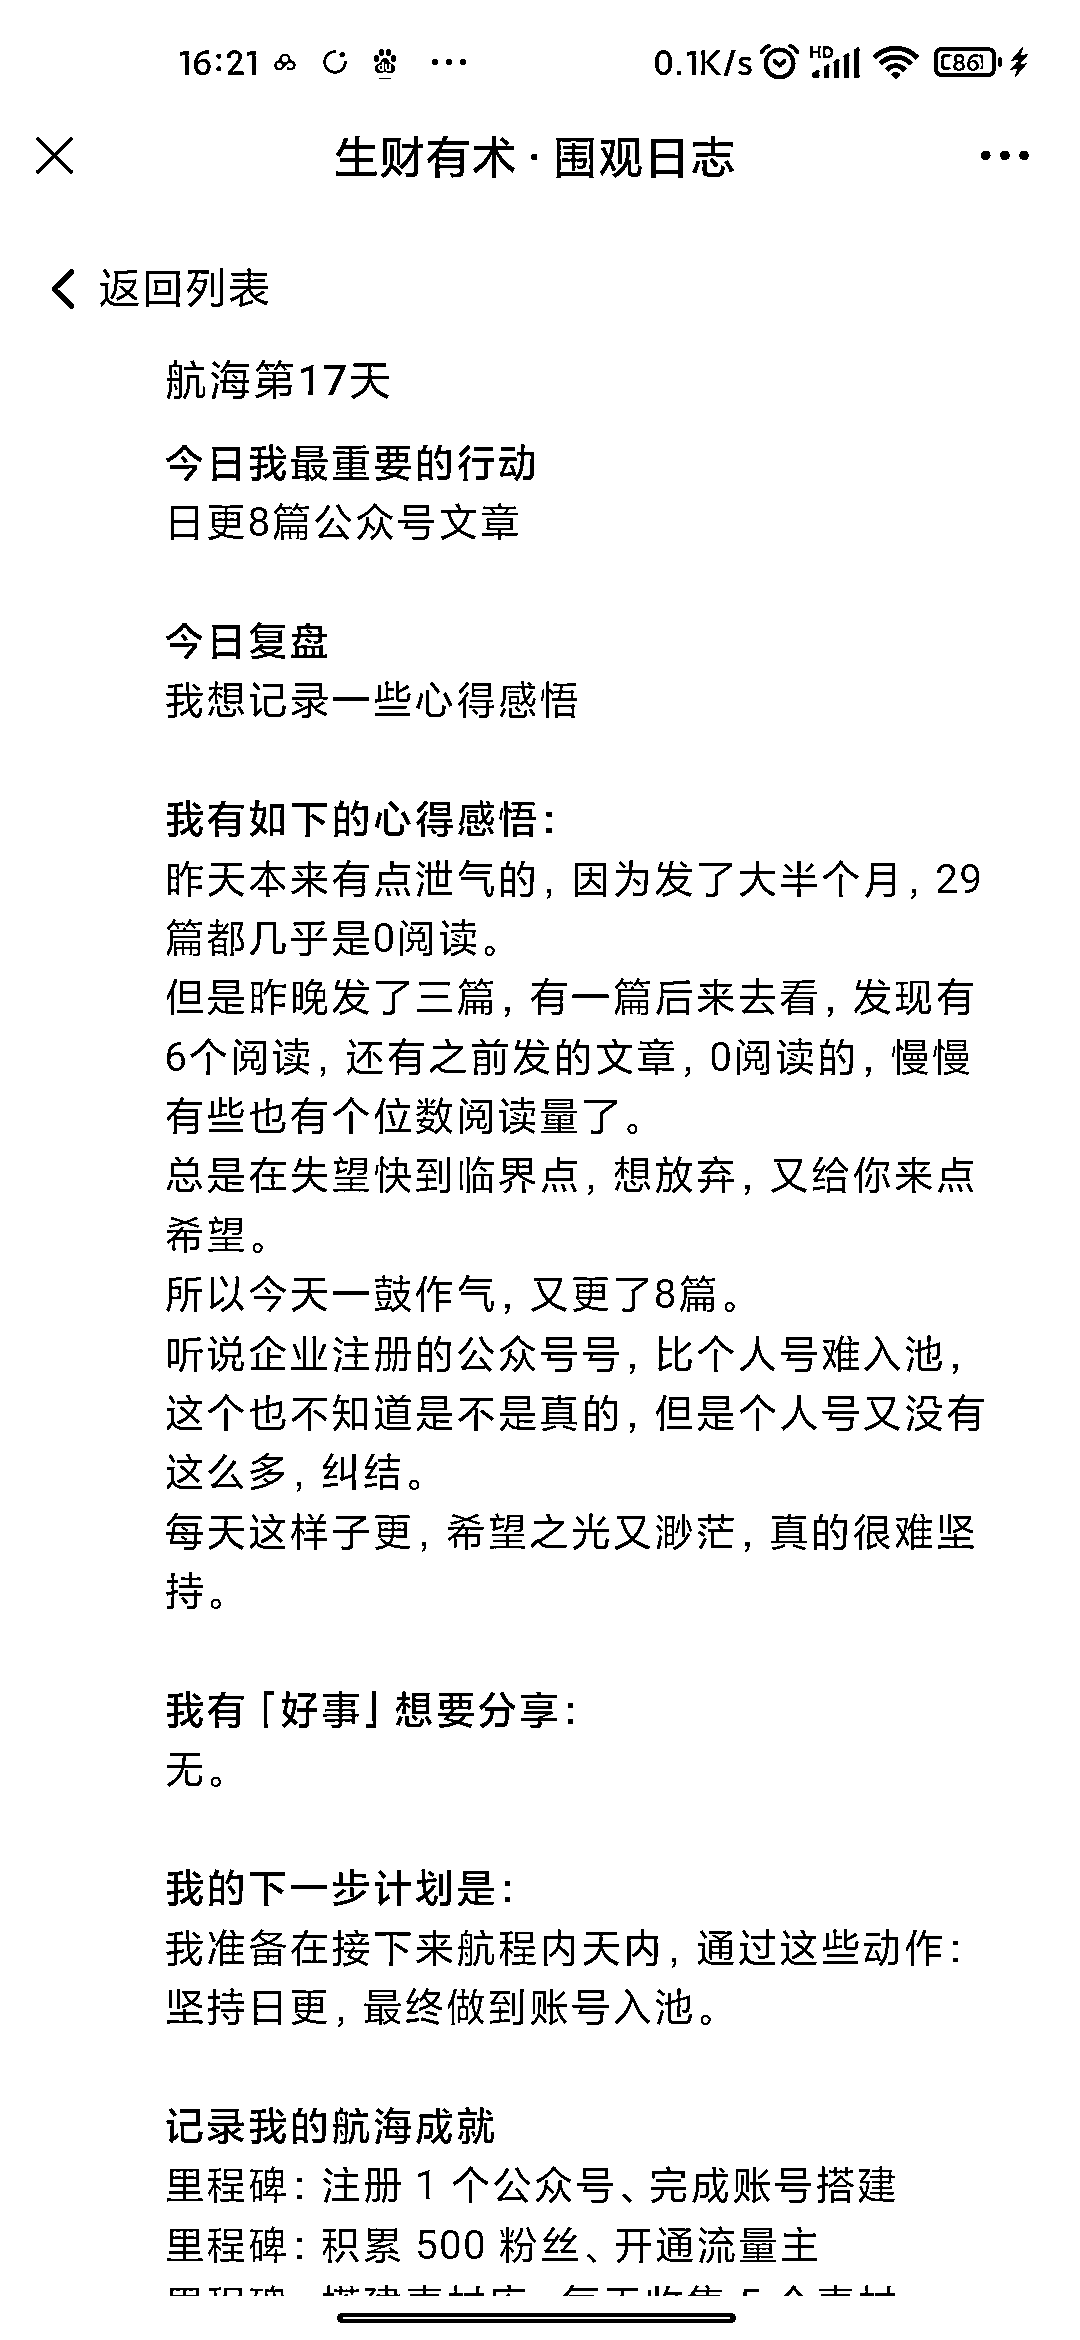 16:21 0.1K/s HD 86
生财有术 · 围观日志
返回列表
航海第17天
今日我最重要的行动
日更8篇公众号文章
今日复盘
我想记录一些心得感悟
我有如下的心得感悟：
昨天本来有点泄气的，因为发了大半个月，29
篇都几乎是0阅读。
但是昨晚发了三篇，有一篇后来去看，发现有
6个阅读，还有之前发的文章，0阅读的，慢慢
有些也有个位数阅读量了。
总是在失望快到临界点，想放弃，又给你来点
希望。
所以今天一鼓作气，又更了8篇。
听说企业注册的公众号号，比个人号难入池，
这个也不知道是不是真的，但是个人号又没有
这么多，纠结。
每天这样子更，希望之光又渺茫，真的很难坚
持。
我有「好事」想要分享：
无。
我的下一步计划是：
我准备在接下来航程内天内，通过这些动作：
坚持日更，最终做到账号入池。
记录我的航海成就
里程碑：注册 1 个公众号、完成账号搭建
里程碑：积累 500 粉丝、开通流量主